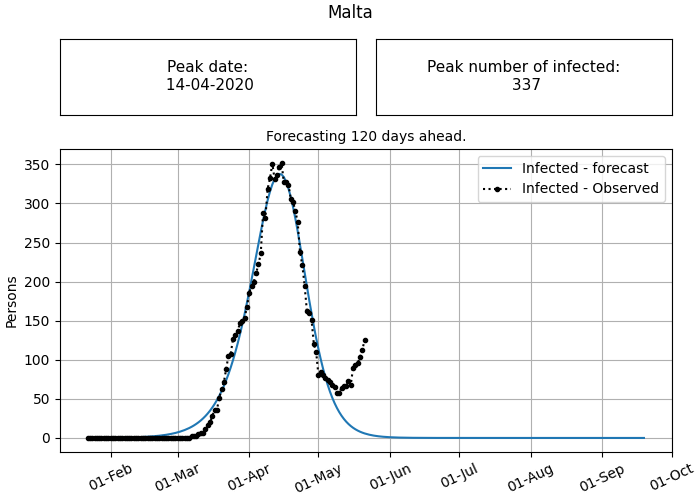 Malta
Peak date:
14-04-2020
Peak number of infected:
337
Forecasting 120 days ahead.
Infected - forecast
Infected - Observed
Persons
350
300
250
200
150
100
50
0
01-Feb
01-Mar
01-Apr
01-May
01-Jun
01-Jul
01-Aug
01-Sep
01-Oct